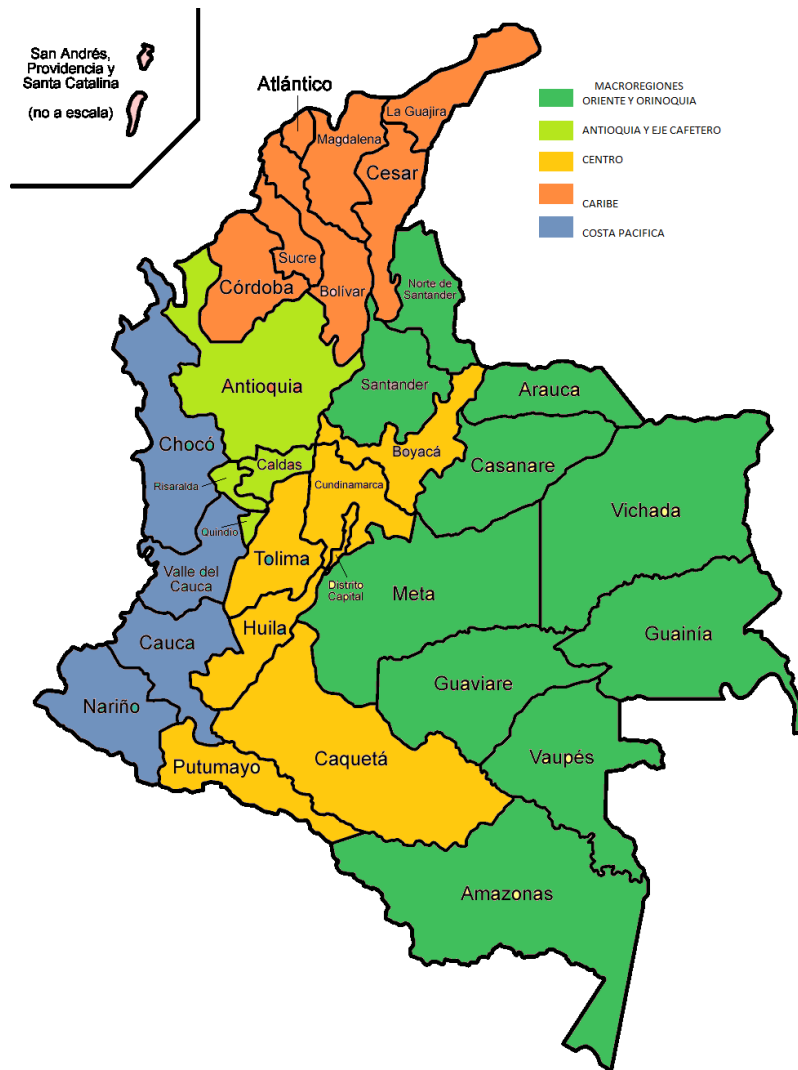 San Andrés,
Providencia y
Santa Catalina
(no a escala)
Atlántico
La Guajira
Magdalena
Cesar
MACROREGIONES
ORIENTE Y ORINOQUIA
ANTIOQUIA Y EJE CAFETERO
CENTRO
CARIBE
COSTA PACIFICA
Sucre
Córdoba
Bolívar
Norte de
Santander
Antioquia
Santander
Arauca
Chocó
Boyacá
Caldas
Casanare
Risaralda
Cundinamarca
Vichada
Quindío
Tolima
Valle del
Cauca
Distrito
Capital
Meta
Huila
Cauca
Guainía
Guaviare
Nariño
Vaupés
Caquetá
Putumayo
Amazonas